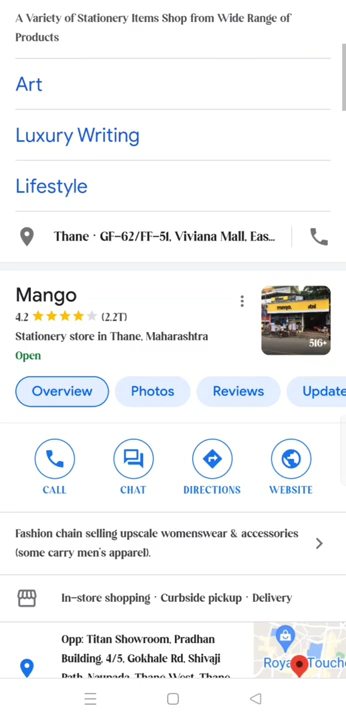 A Variety of Stationery Items Shop from Wide Range of
Products
Art
Luxury Writing
Lifestyle
Thane · GF-62/FF-51, Viviana Mall, Eas...
Mango
4.2 (2.2T)
Stationery store in Thane, Maharashtra
Open
516+
Overview Photos Reviews Update
CALL CHAT DIRECTIONS WEBSITE
Fashion chain selling upscale womenswear & accessories
(some carry men's apparel).
In-store shopping · Curbside pickup · Delivery
Opp: Titan Showroom, Pradhan
Building, 4/5, Gokhale Rd, Shivaji
Path, Naupada, Thane West, Thane,
Roya Touche